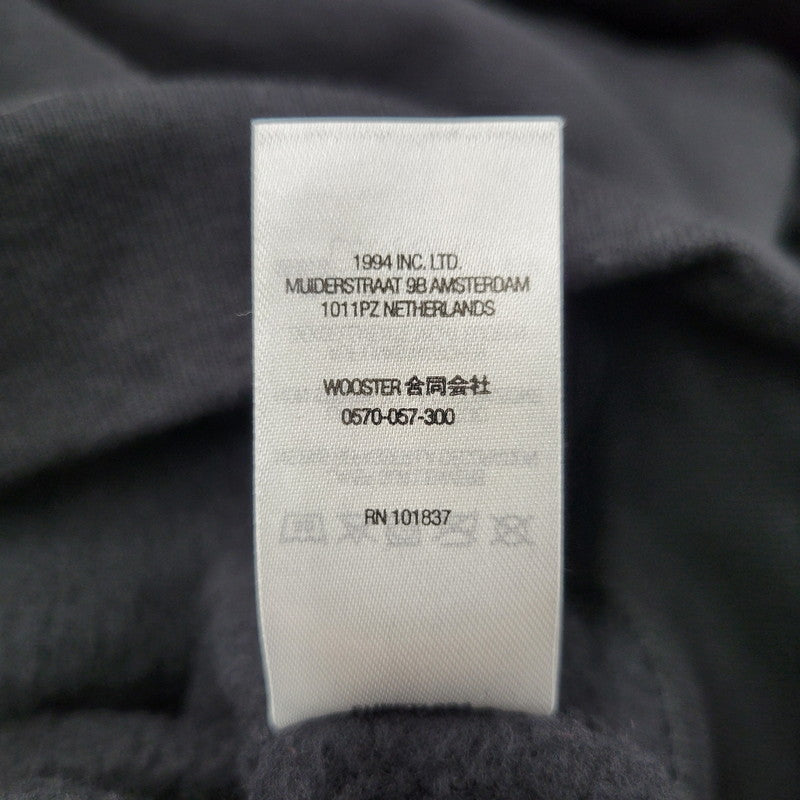 1994 INC. LTD.
MUIDERSTRAAT 9B AMSTERDAM
1011PZ NETHERLANDS
WOOSTER 合同会社
0570-057-300
RN 101837